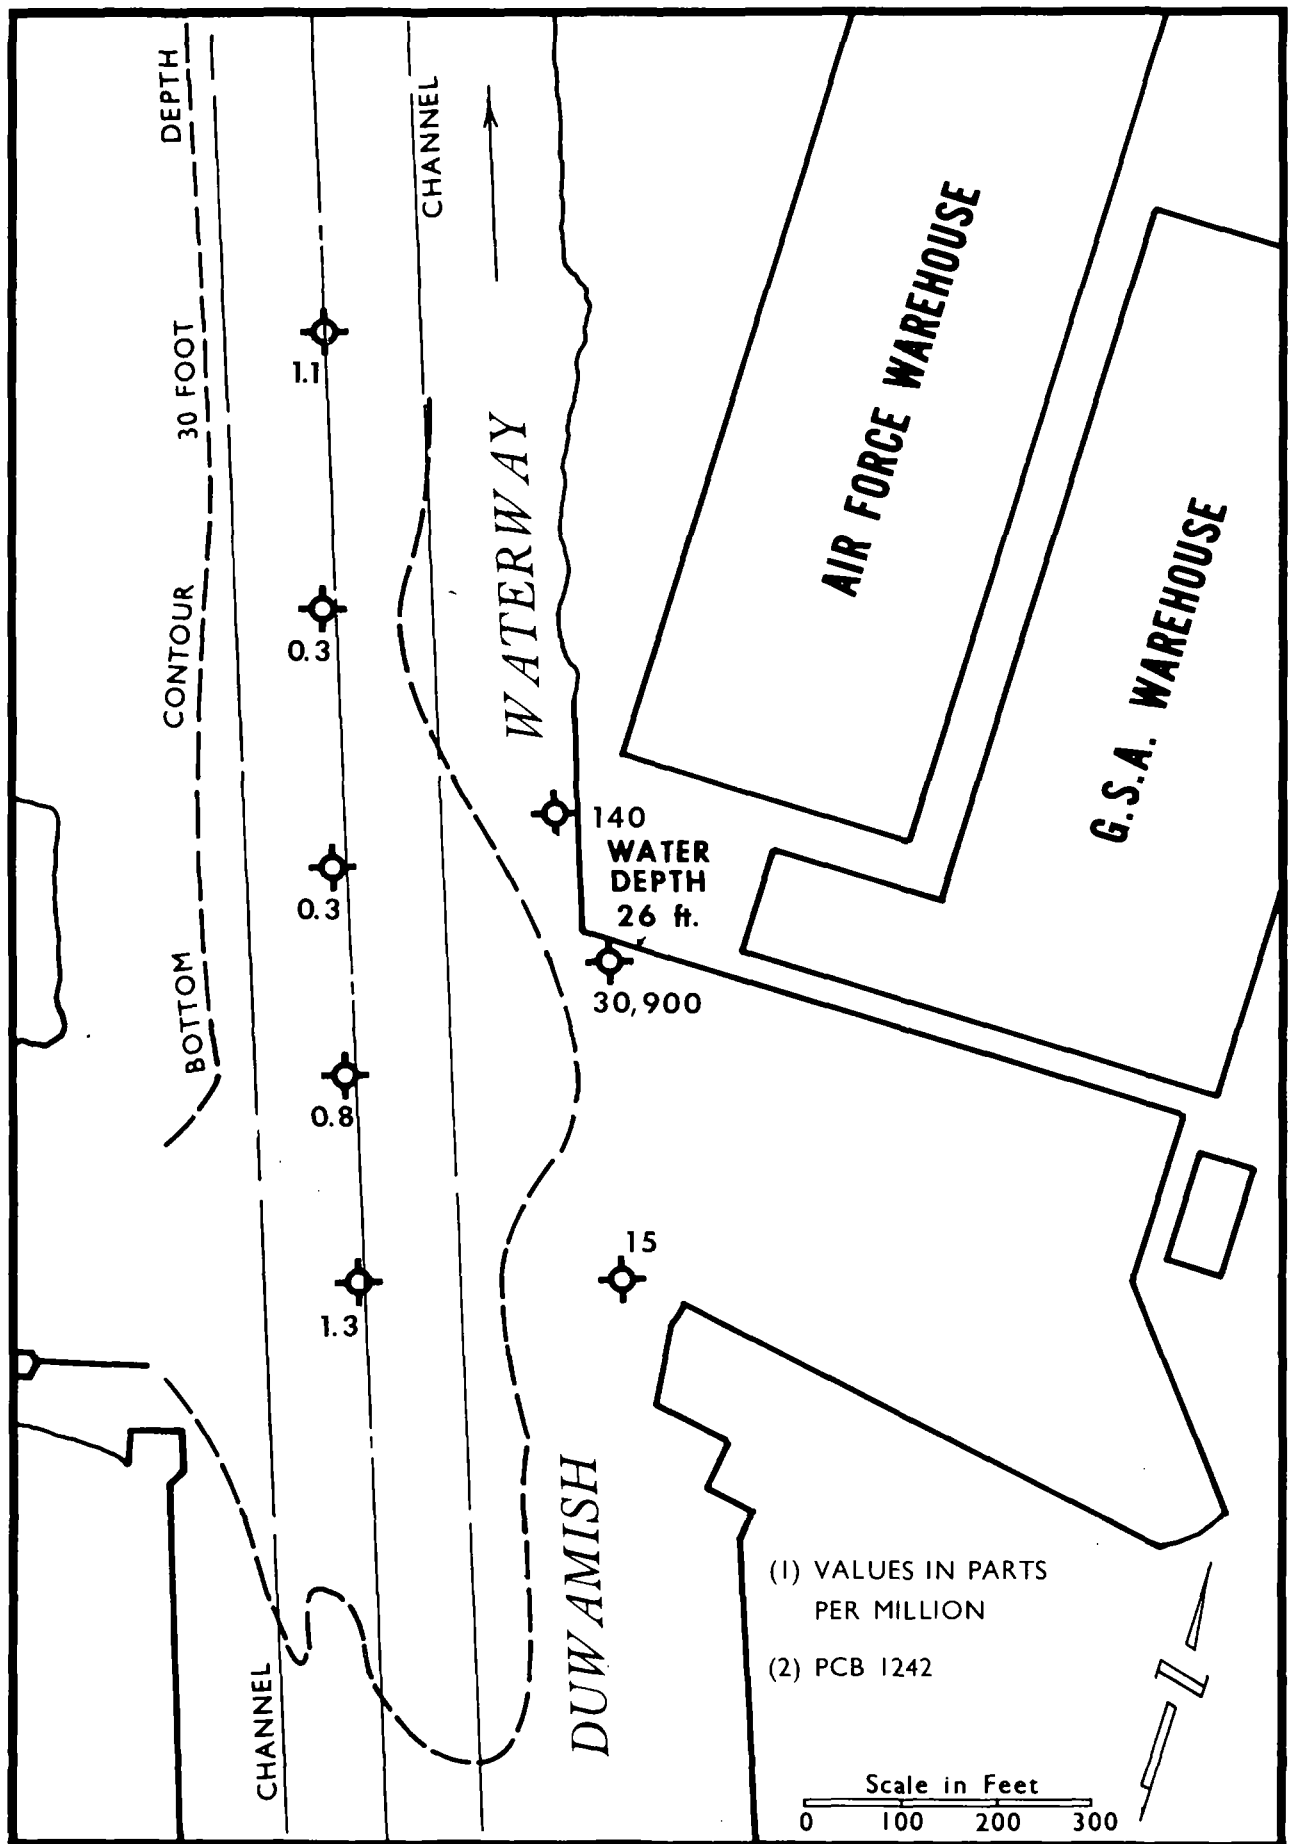 DEPTH
CHANNEL
30 FOOT
1.1
AIR FORCE WAREHOUSE
WATERWAY
G.S.A. WAREHOUSE
CONTOUR
0.3
140
WATER
DEPTH
26 ft.
0.3
BOTTOM
30,900
0.8
15
1.3
DUWAMISH
(1) VALUES IN PARTS
PER MILLION
(2) PCB 1242
CHANNEL
N
Scale in Feet
0 100 200 300